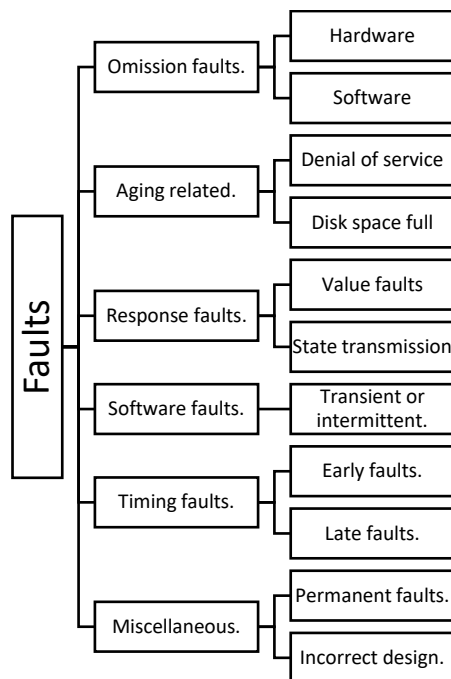 Faults
Omission faults.
Hardware
Software
Aging related.
Denial of service
Disk space full
Response faults.
Value faults
State transmission
Software faults.
Transient or
intermittent.
Timing faults.
Early faults.
Late faults.
Miscellaneous.
Permanent faults.
Incorrect design.